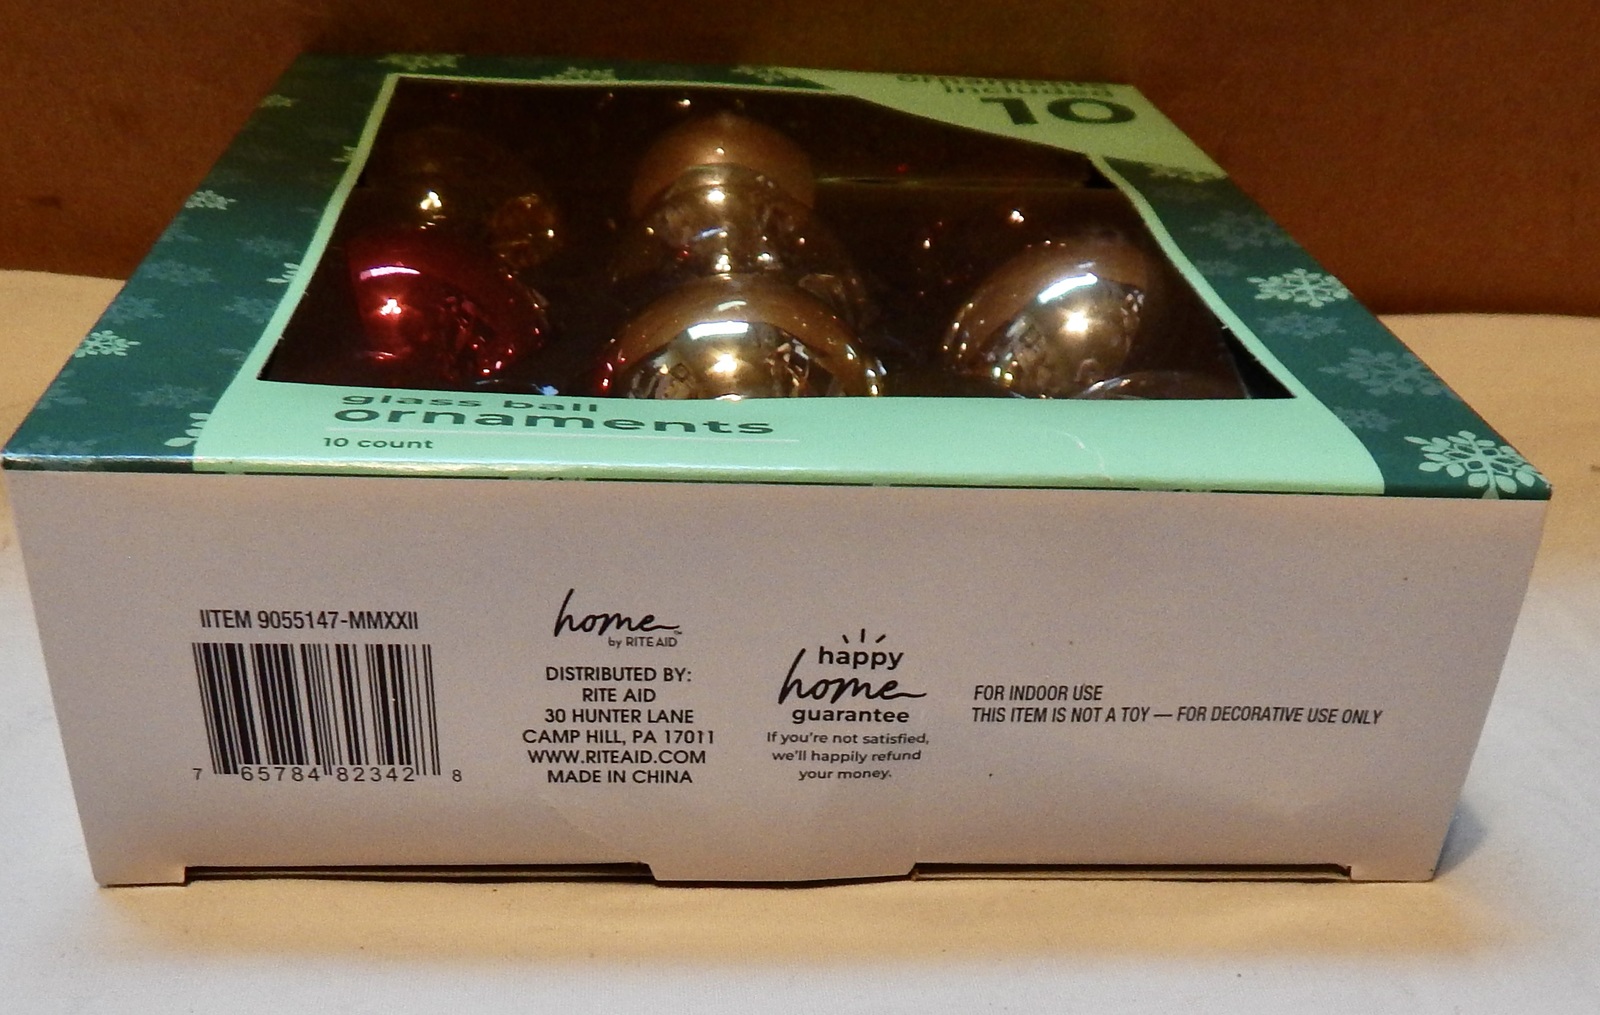 ornaments
included
10
glass ball
ornaments
10 count
IITEM 9055147-MMXXII
7 65784 82342 8
home™
by RITE AID
DISTRIBUTED BY:
RITE AID
30 HUNTER LANE
CAMP HILL, PA 17011
WWW.RITEAID.COM
MADE IN CHINA
happy
home
guarantee
If you're not satisfied,
we'll happily refund
your money.
FOR INDOOR USE
THIS ITEM IS NOT A TOY — FOR DECORATIVE USE ONLY